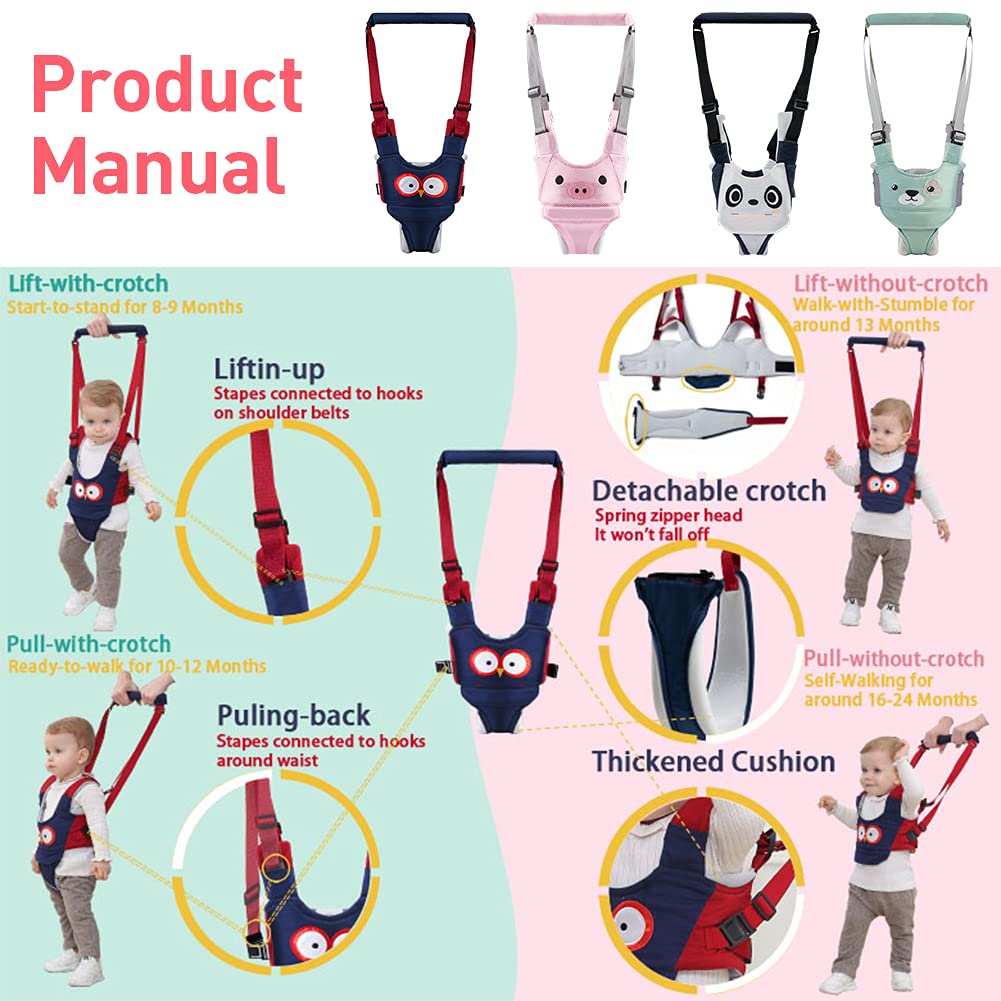 Product
Manual
Lift-with-crotch
Start-to-stand for 8-9 Months
Liftin-up
Stapes connected to hooks
on shoulder belts
Pull-with-crotch
Ready-to-walk for 10-12 Months
Puling-back
Stapes connected to hooks
around waist
Lift-without-crotch
Walk-with-Stumble for
around 13 Months
Detachable crotch
Spring zipper head
It won't fall off
Pull-without-crotch
Self-Walking for
around 16-24 Months
Thickened Cushion